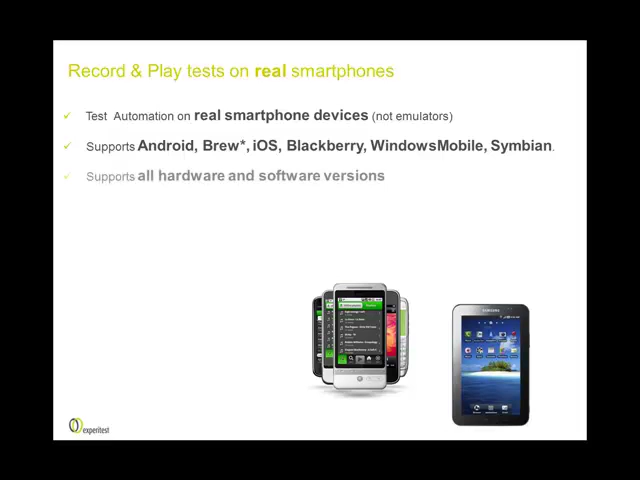 Record & Play tests on real smartphones
Test Automation on real smartphone devices (not emulators)
Supports Android, Brew*, iOS, Blackberry, WindowsMobile, Symbian.
Supports all hardware and software versions
SAMSUNG
experitest